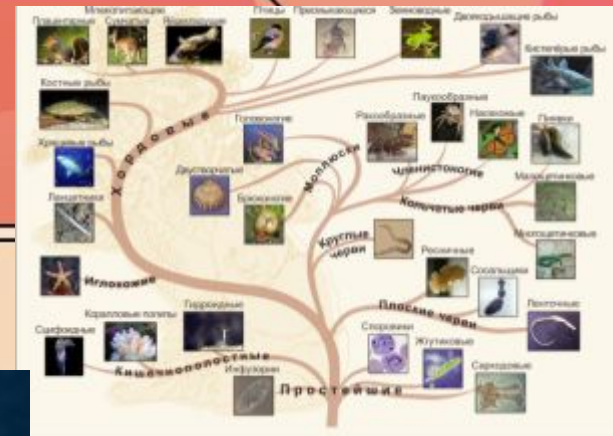 Млекопитающие
Плацентарные
Сумчатые
Яйцекладущие
Птицы
Пресмыкающиеся
Земноводные
Двоякодышащие рыбы
Кистепёрые рыбы
Костные рыбы
Хрящевые рыбы
Ланцетники
Хордовые
Иглокожие
Головоногие
Двустворчатые
Брюхоногие
Моллюски
Паукообразные
Ракообразные
Насекомые
Пиявки
Членистоногие
Кольчатые черви
Малощетинковые
Многощетинковые
Круглые
черви
Ресничные
Сосальщики
Ленточные
Плоские черви
Сцифоидные
Коралловые полипы
Гидроидные
Кишечнополостные
Инфузории
Споровики
Жгутиковые
Саркодовые
Простейшие